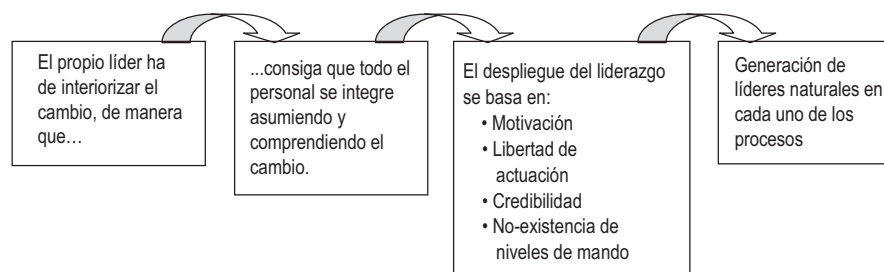 El propio líder ha
de interiorizar el
cambio, de manera
que…
...consiga que todo el
personal se integre
asumiendo y
comprendiendo el
cambio.
El despliegue del liderazgo
se basa en:
• Motivación
• Libertad de
actuación
• Credibilidad
• No-existencia de
niveles de mando
Generación de
líderes naturales en
cada uno de los
procesos